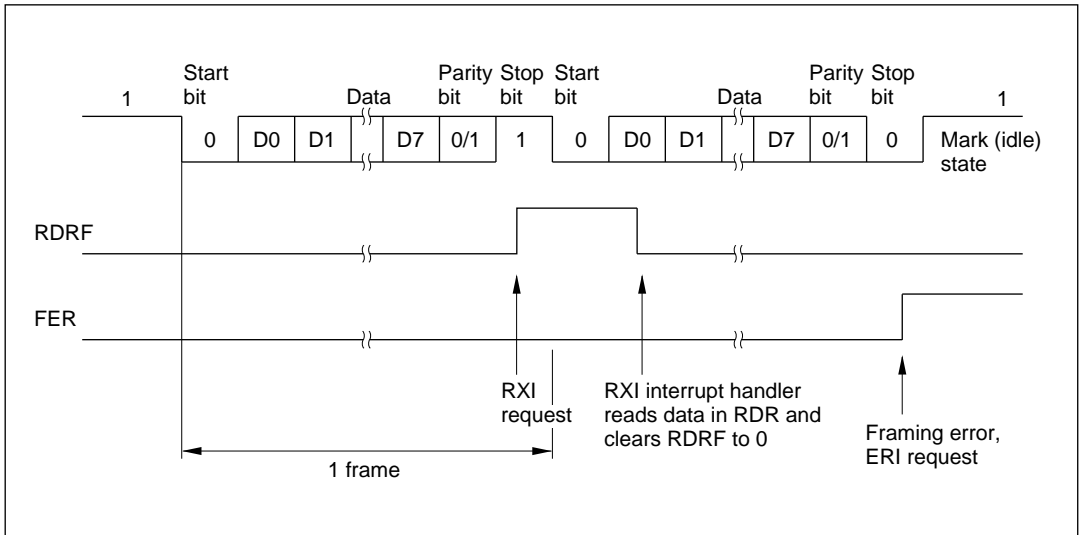 Start Parity Stop Start Parity Stop
1 bit Data bit bit bit Data bit bit 1
0 D0 D1 D7 0/1 1 0 D0 D1 D7 0/1 0 Mark (idle)
state
RDRF
FER
RXI RXI interrupt handler
request reads data in RDR and
clears RDRF to 0
Framing error,
ERI request
1 frame